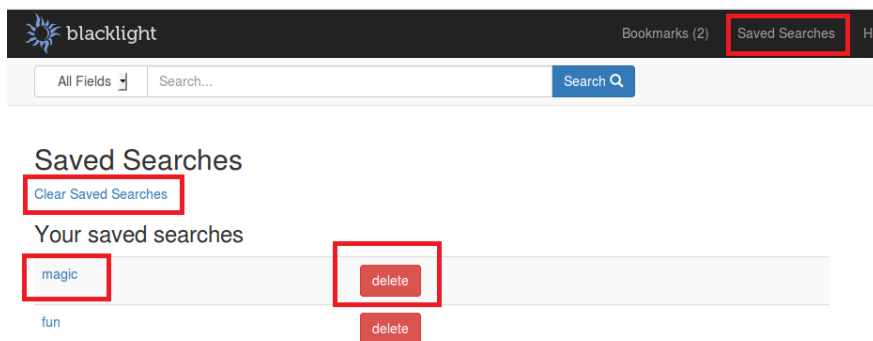 blacklight Bookmarks (2) Saved Searches
All Fields Search... Search
Saved Searches
Clear Saved Searches
Your saved searches
magic delete
fun delete